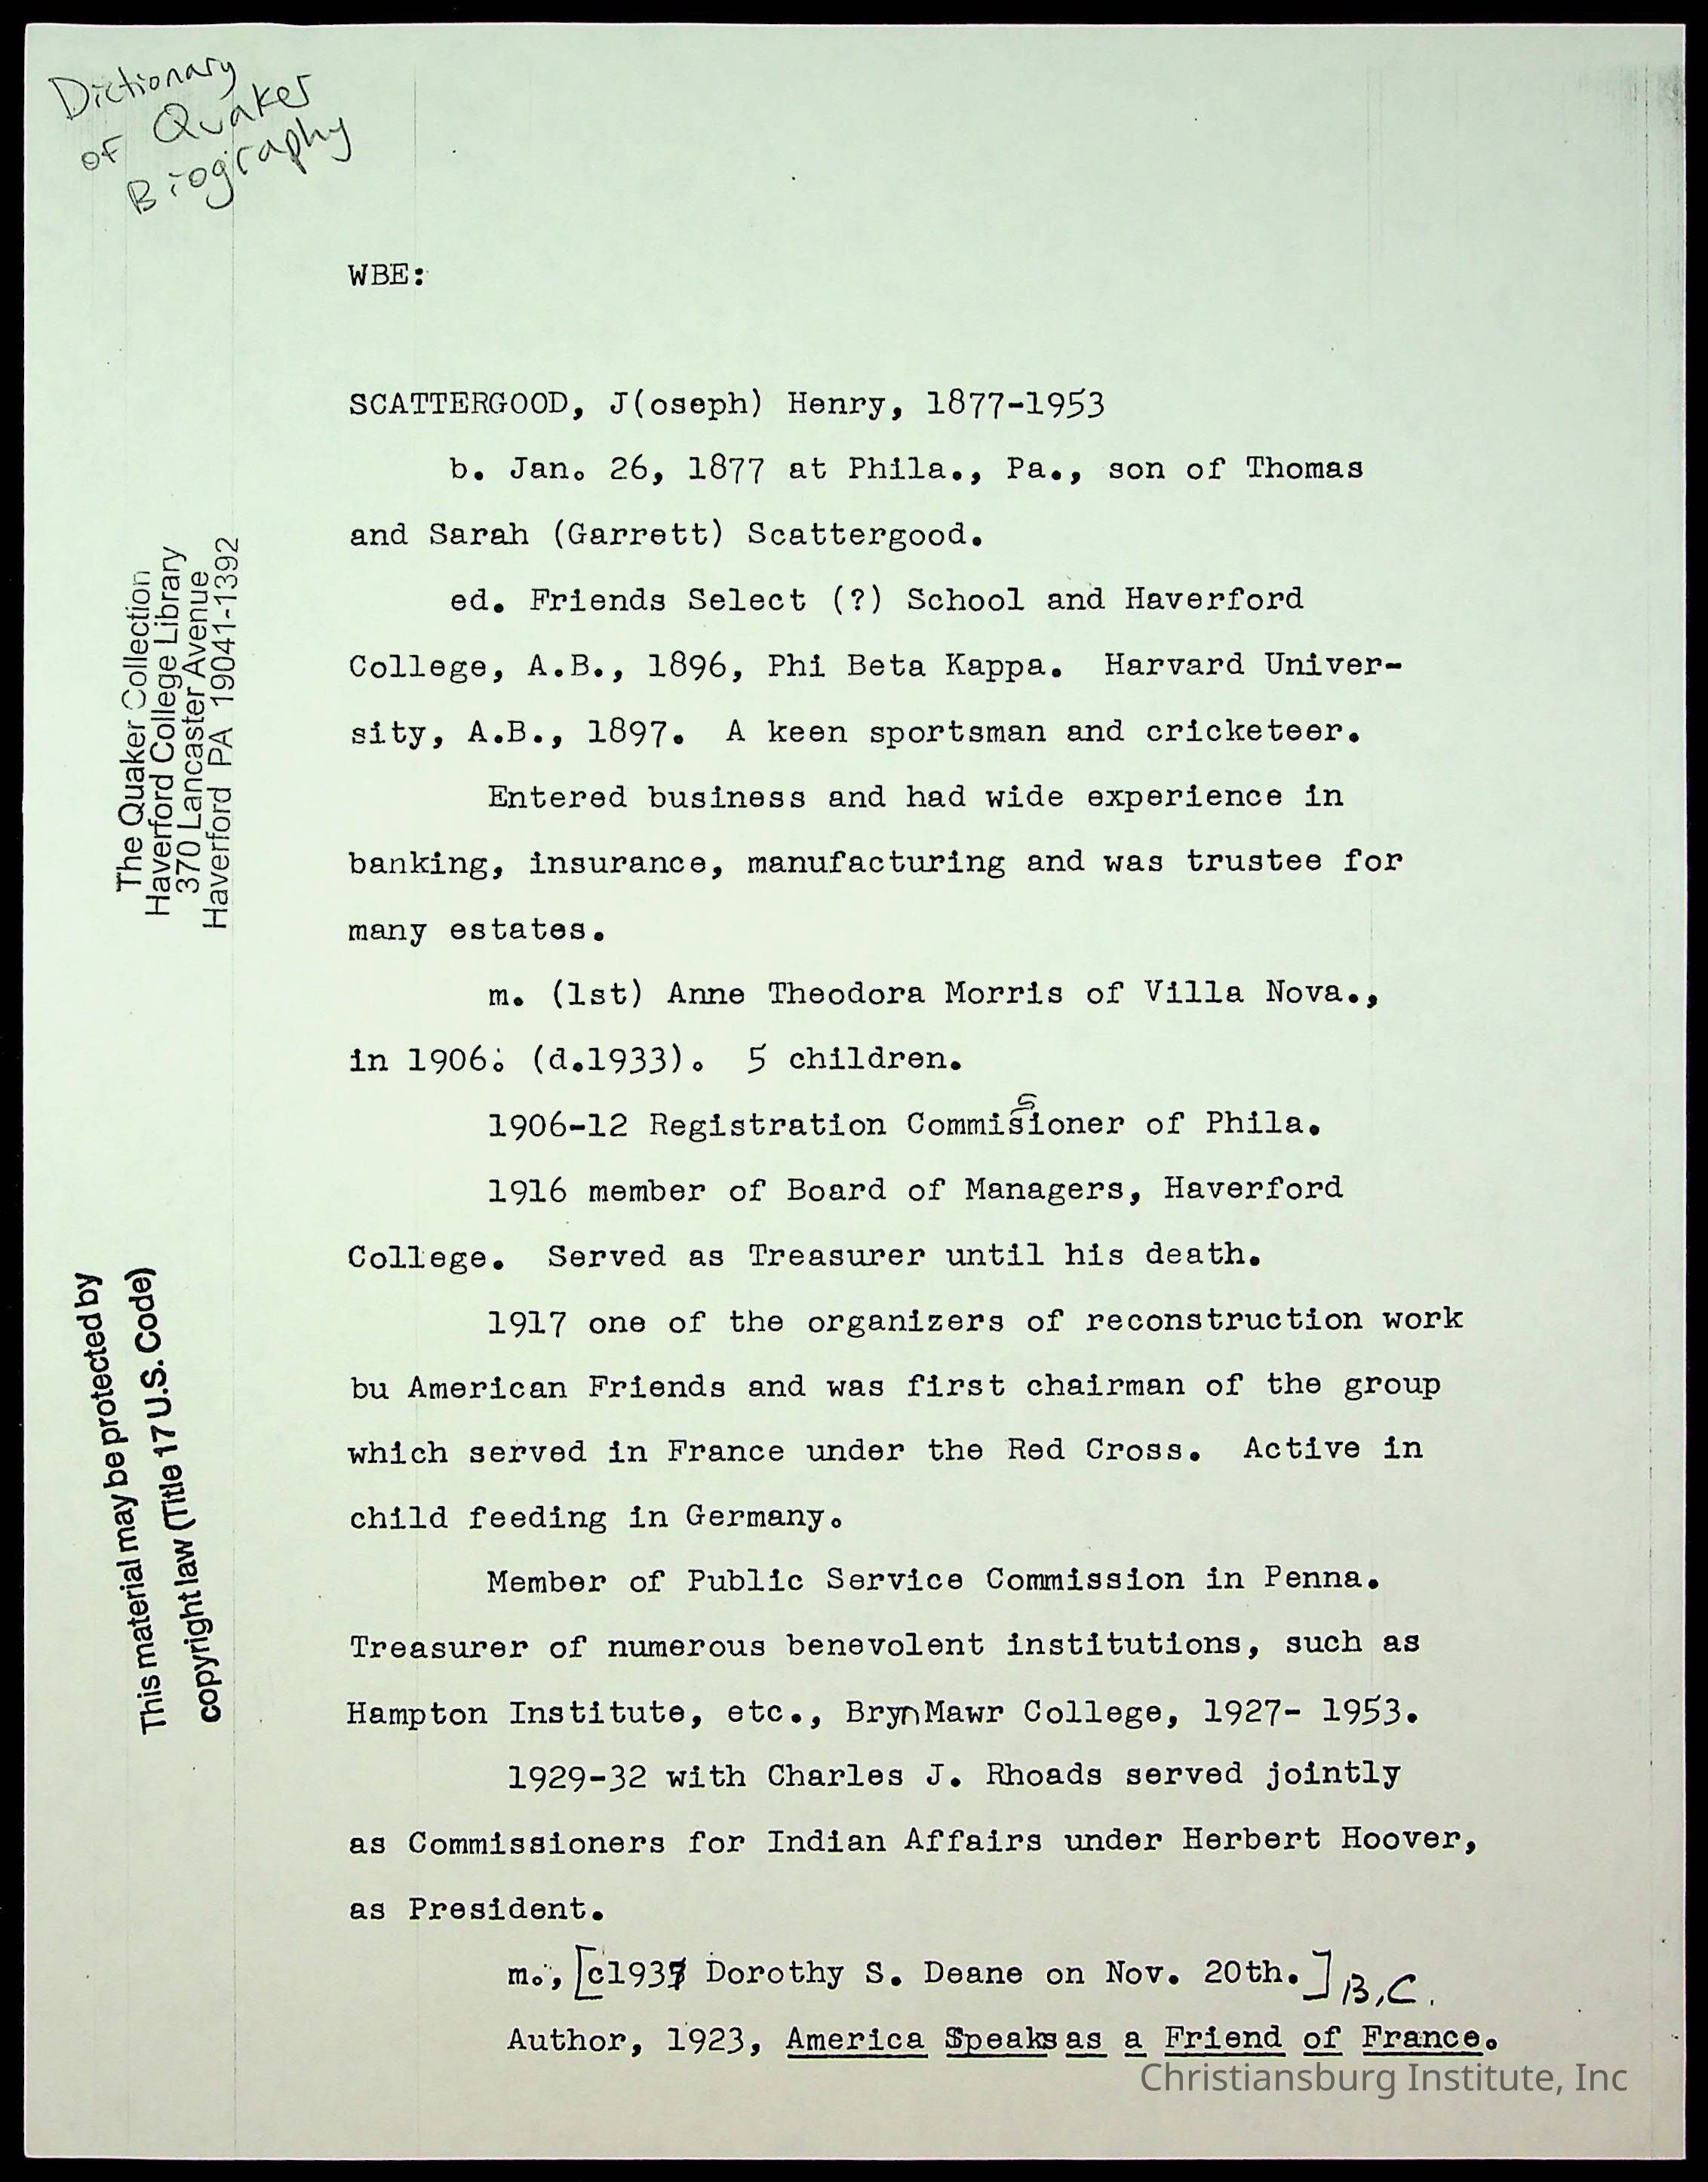 Dictionary
of Quaker
Biography
WBE:
SCATTERGOOD, J(oseph) Henry, 1877-1953
b. Jan. 26, 1877 at Phila., Pa., son of Thomas
and Sarah (Garrett) Scattergood.
ed. Friends Select (?) School and Haverford
College, A.B., 1896, Phi Beta Kappa. Harvard Univer-
sity, A.B., 1897. A keen sportsman and cricketeer.
Entered business and had wide experience in
banking, insurance, manufacturing and was trustee for
many estates.
m. (1st) Anne Theodora Morris of Villa Nova.,
in 1906; (d.1933). 5 children.
1906-12 Registration Commissioner of Phila.
1916 member of Board of Managers, Haverford
College. Served as Treasurer until his death.
1917 one of the organizers of reconstruction work
bu American Friends and was first chairman of the group
which served in France under the Red Cross. Active in
child feeding in Germany.
Member of Public Service Commission in Penna.
Treasurer of numerous benevolent institutions, such as
Hampton Institute, etc., Bryn Mawr College, 1927- 1953.
1929-32 with Charles J. Rhoads served jointly
as Commissioners for Indian Affairs under Herbert Hoover,
as President.
m., [c Dorothy S. Deane on Nov. 20th.] B,C.
Author, 1923, America Speaks as a Friend of France.
The Quaker Collection
Haverford College Library
370 Lancaster Avenue
Haverford PA 19041-1392
This material may be protected by
copyright law (Title 17 U.S. Code)
Christiansburg Institute, Inc